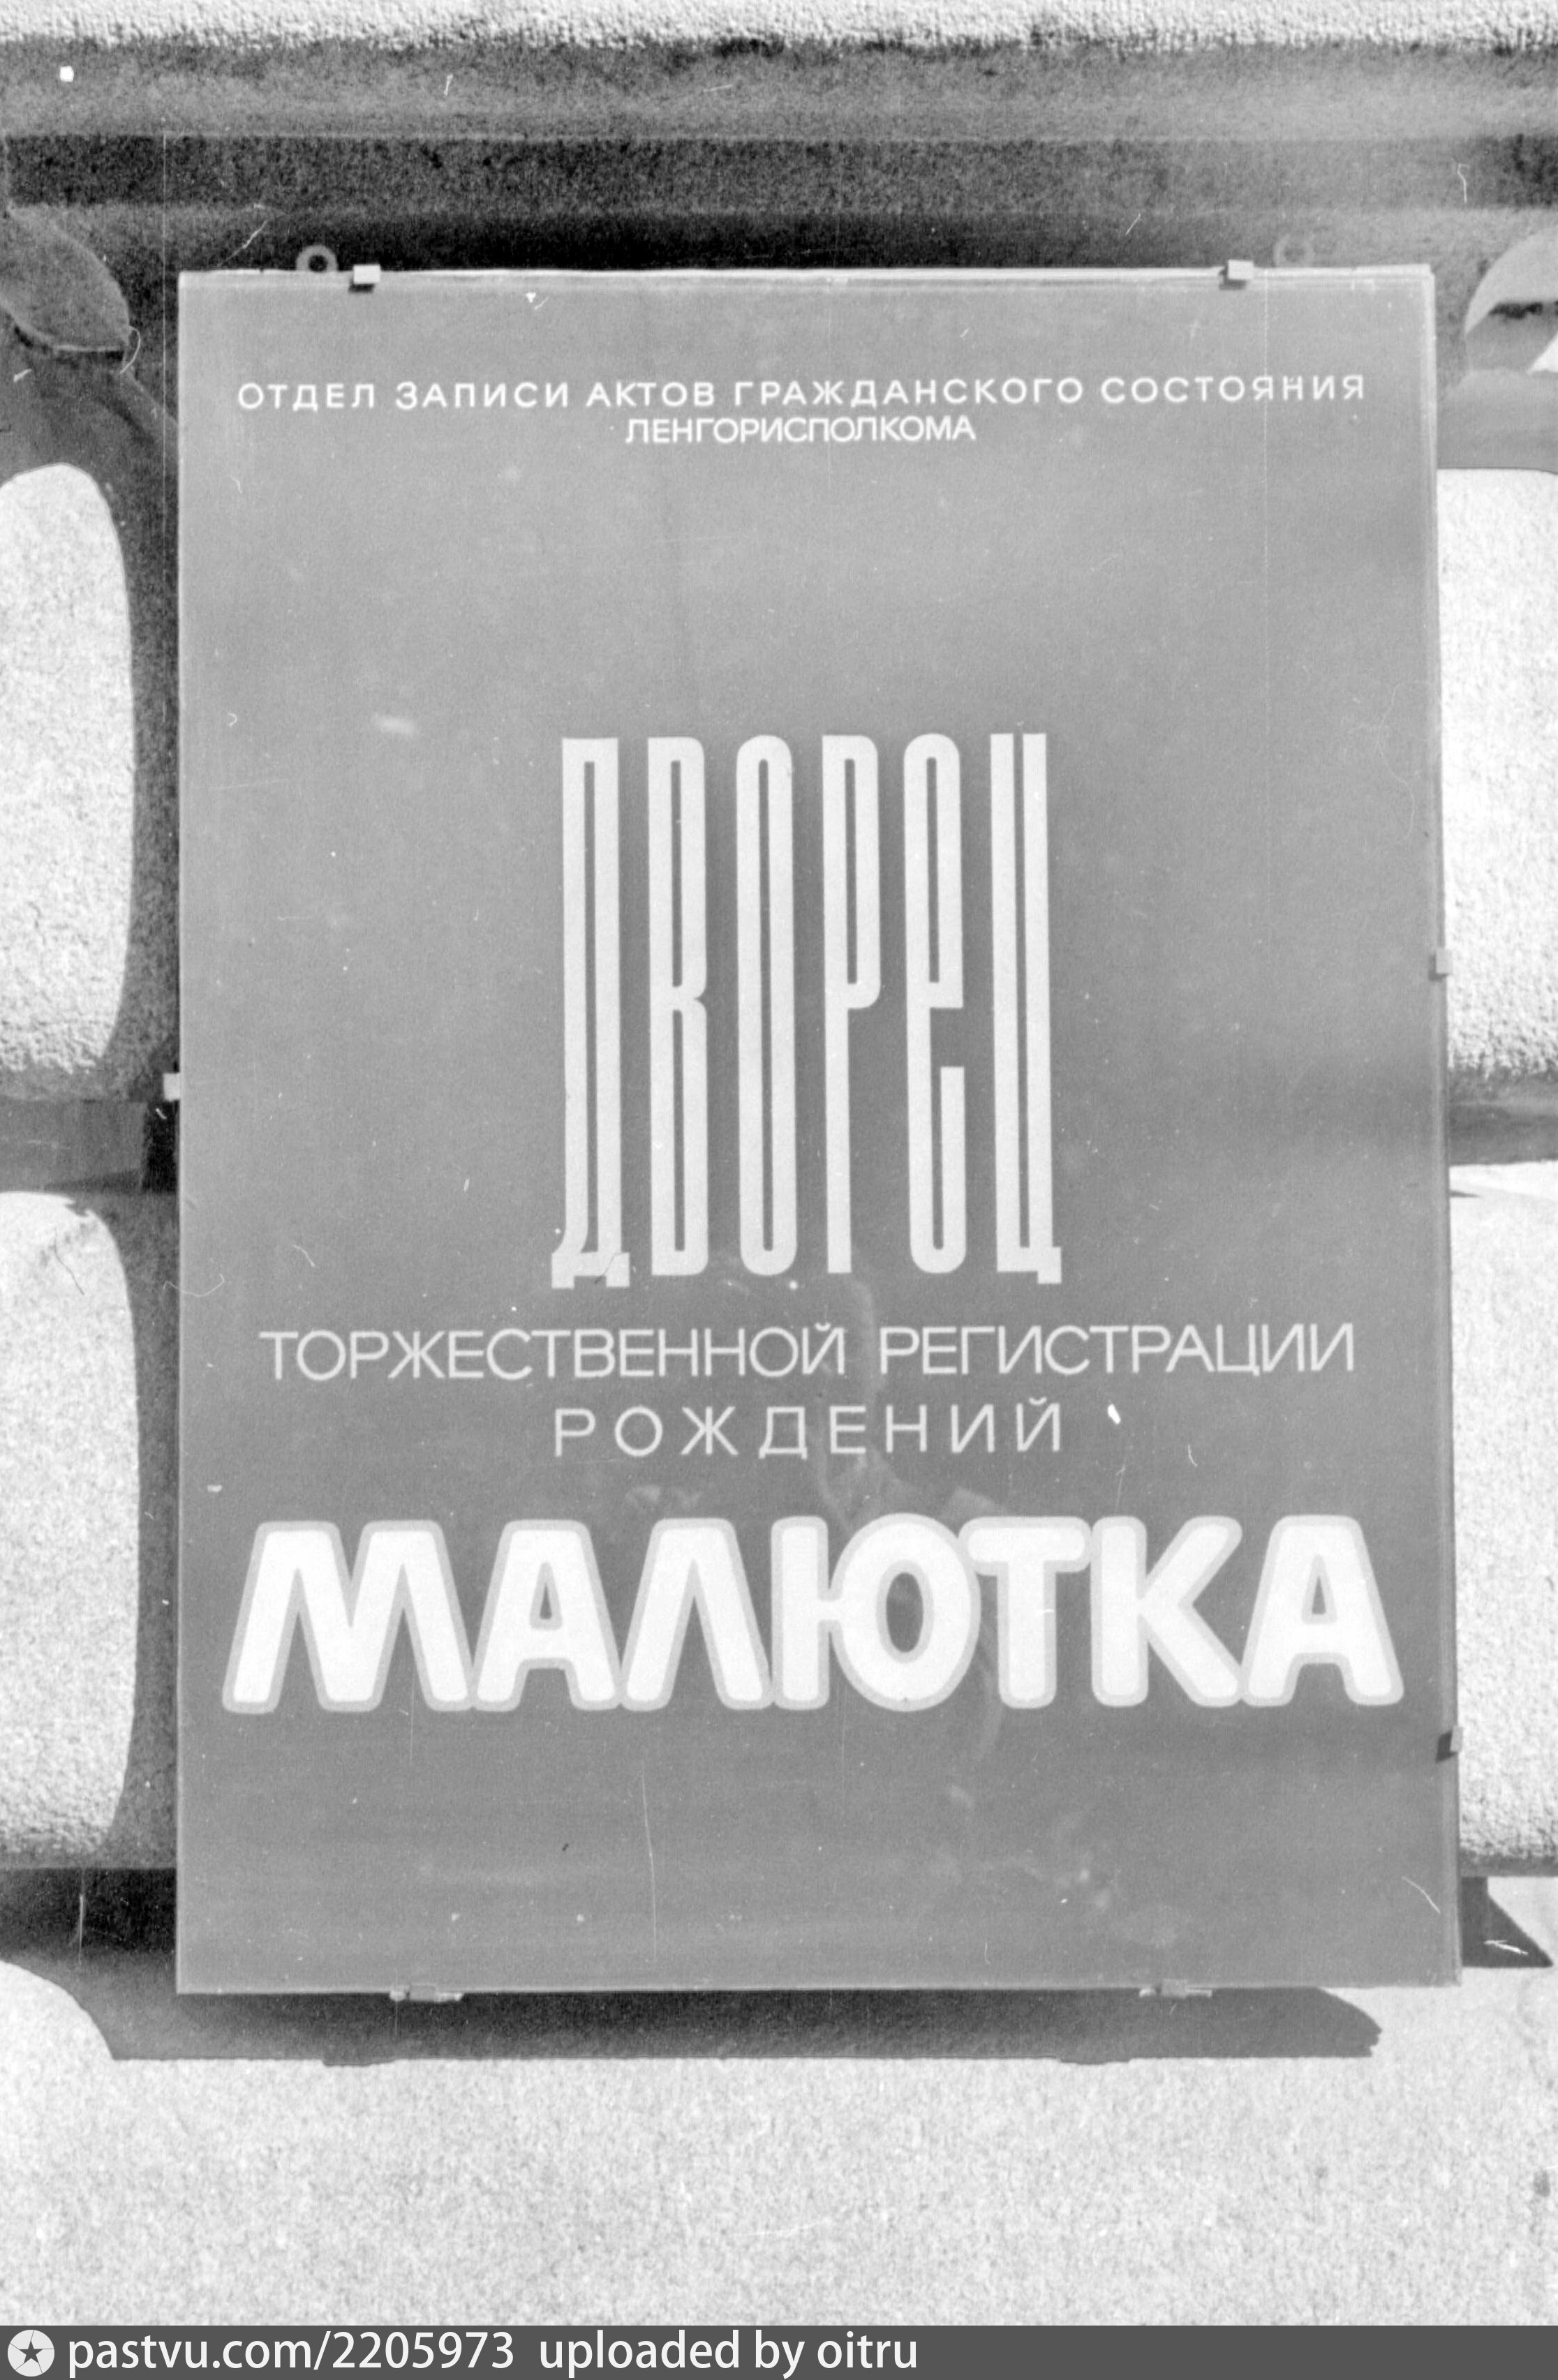 ОТДЕЛ ЗАПИСИ АКТОВ ГРАЖДАНСКОГО СОСТОЯНИЯ
ЛЕНГОРИСПОЛКОМА
ДВОРЕЦ
ТОРЖЕСТВЕННОЙ РЕГИСТРАЦИИ
РОЖДЕНИЙ
МАЛЮТКА
pastvu.com/2205973 uploaded by oitru